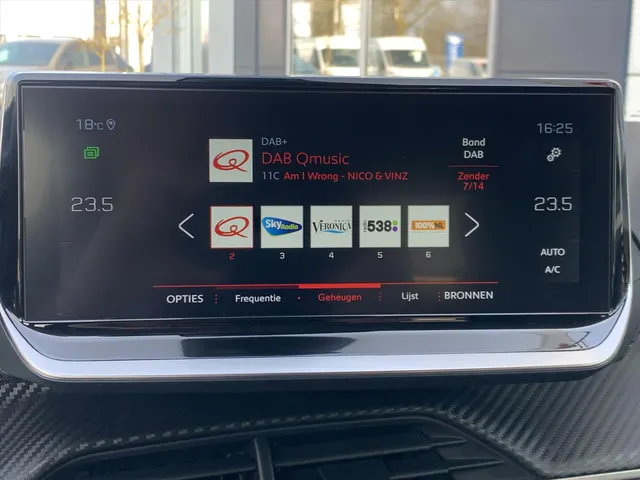 18°C
16:25
DAB+
DAB Qmusic
11C Am I Wrong - NICO & VINZ
Band
DAB
Zender
7/14
23.5
23.5
Q
Sky Radio
RADIO
VERONICA
538
100%NL
2
3
4
5
6
AUTO
A/C
OPTIES
Frequentie
Geheugen
Lijst
BRONNEN